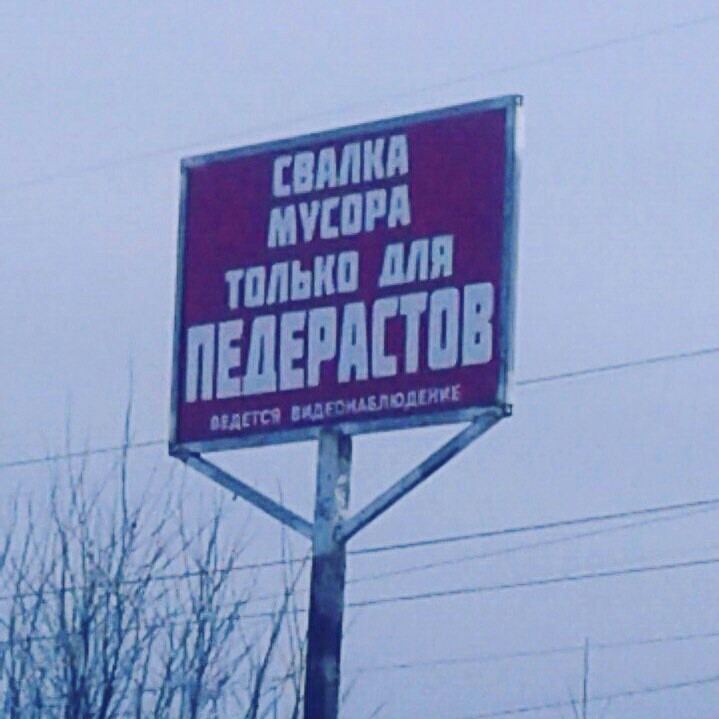 СВАЛКА
МУСОРА
ТОЛЬКО ДЛЯ
ПЕДЕРАСТОВ
ВЕДЕТСЯ ВИДЕОНАБЛЮДЕНИЕ